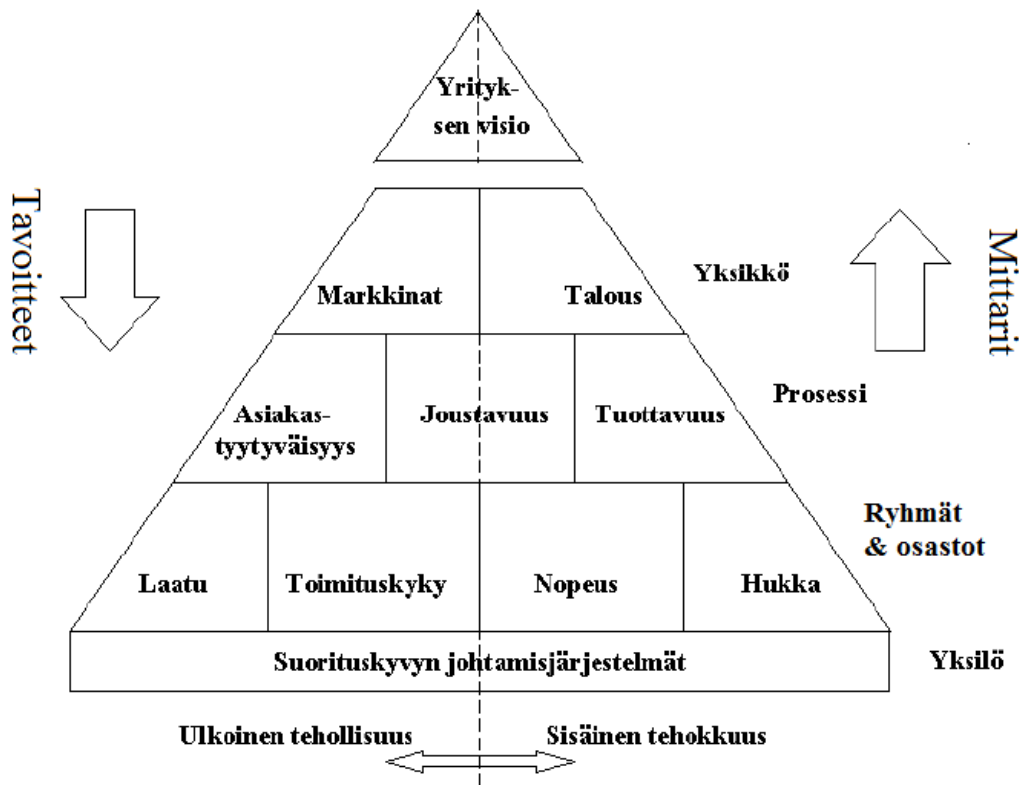 Yrityk-
sen visio
Tavoitteet
Mittarit
Markkinat
Talous
Yksikkö
Asiakas-
tyytyväisyys
Joustavuus
Tuottavuus
Prosessi
Laatu
Toimituskyky
Nopeus
Hukka
Ryhmät
& osastot
Suorituskyvyn johtamisjärjestelmät
Yksilö
Ulkoinen tehollisuus
Sisäinen tehokkuus